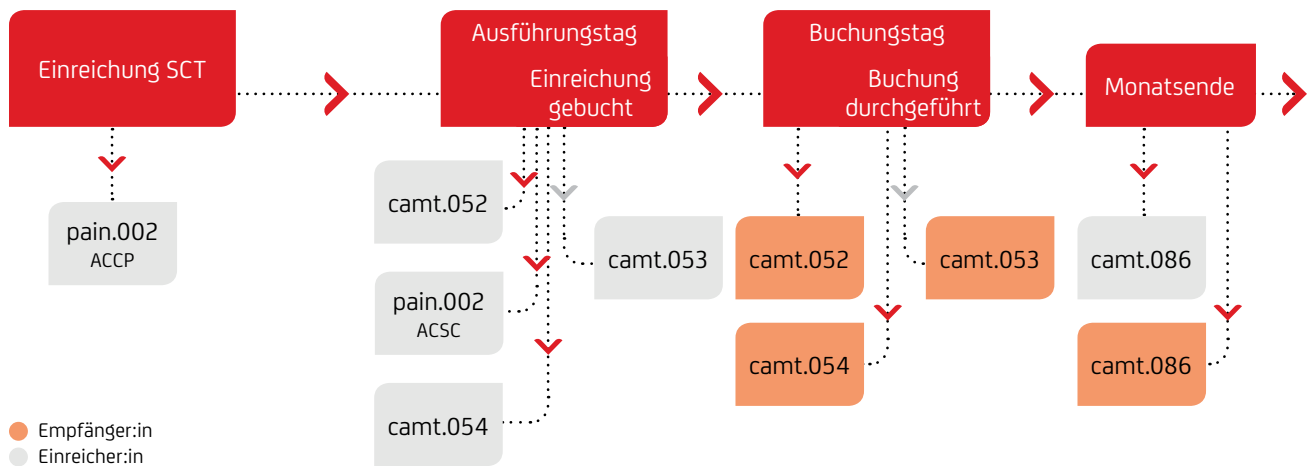 Einreichung SCT
Ausführungstag
Einreichung
gebucht
Buchungstag
Buchung
durchgeführt
Monatsende
pain.002
ACCP
camt.052
pain.002
ACSC
camt.054
camt.053
camt.052
camt.054
camt.053
camt.086
camt.086
Empfänger:in
Einreicher:in